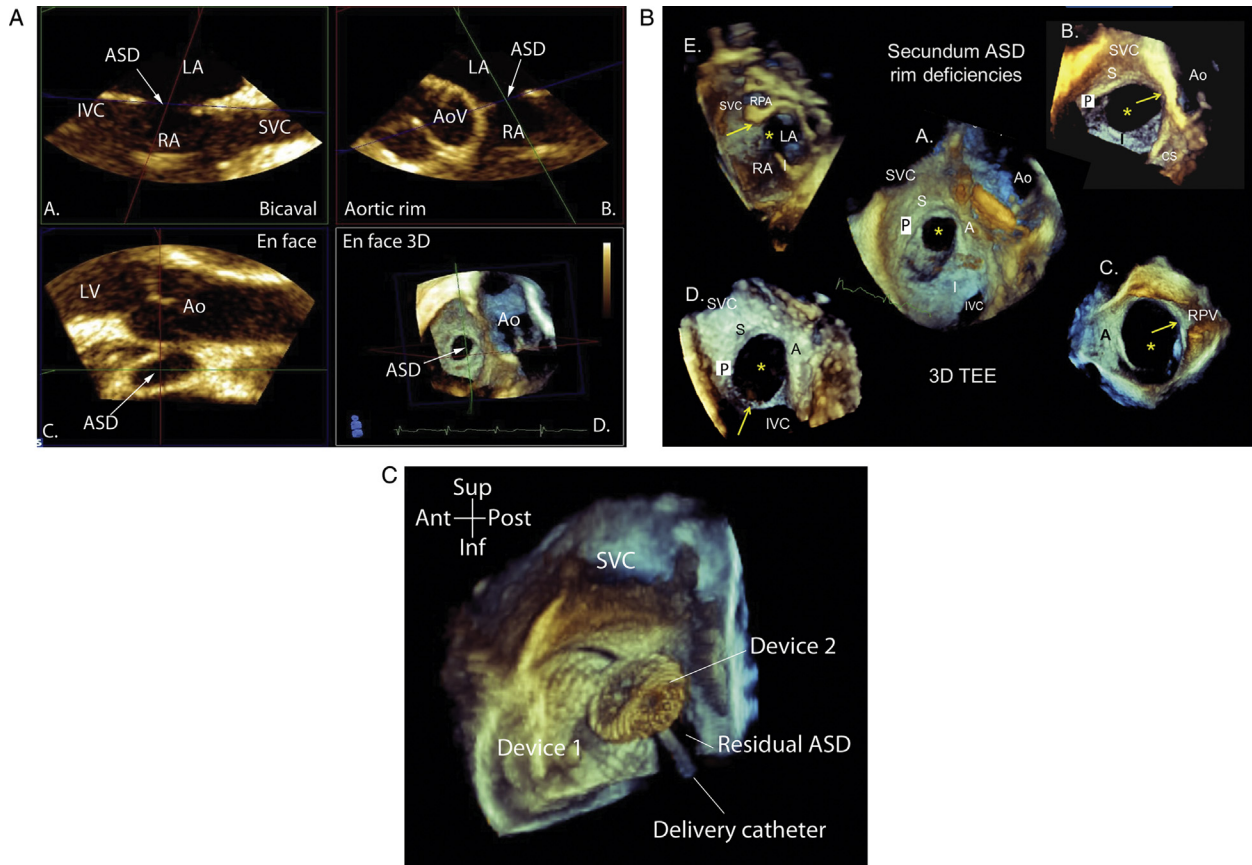 A
ASD
LA
ASD
LA
IVC
AoV
RA
SVC
RA
A.
Bicaval
Aortic rim
B.
En face
En face 3D
LV
Ao
Ao
ASD
ASD
C.
D.
B
E.
Secundum ASD
rim deficiencies
B.
SVC
S
Ao
P
*
I
CS
SVC
RPA
*
LA
I
RA
A.
SVC
Ao
S
P
*
A
I
IVC
D.
SVC
S
A
P
*
IVC
3D TEE
C.
A
RPV
*
C
Sup
Ant
Post
Inf
SVC
Device 2
Device 1
Residual ASD
Delivery catheter